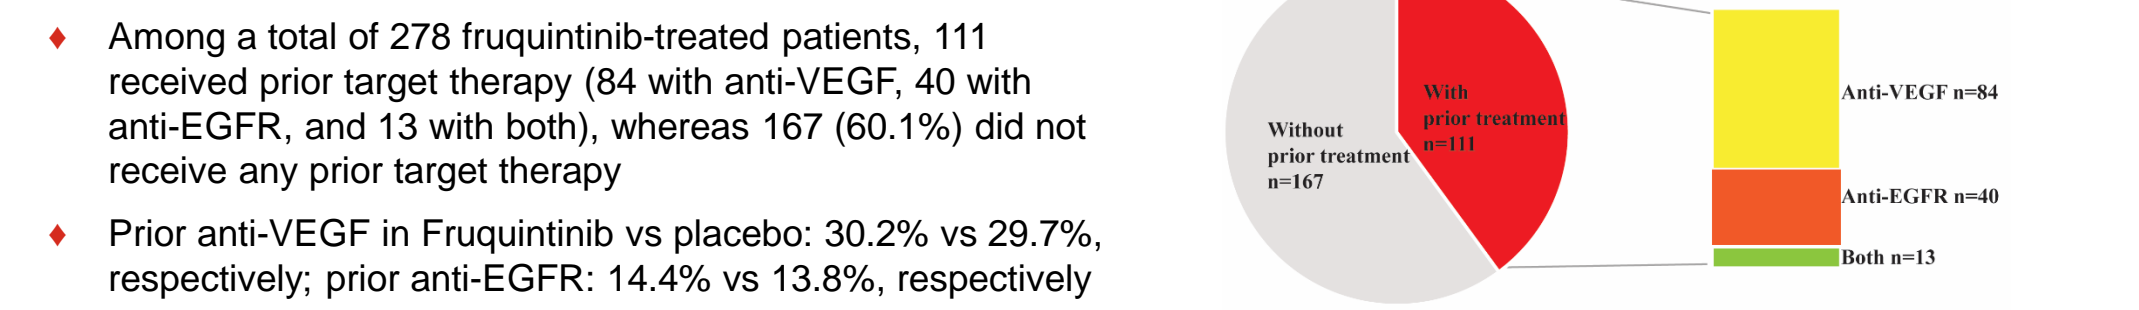 Among a total of 278 fruquintinib-treated patients, 111
received prior target therapy (84 with anti-VEGF, 40 with
anti-EGFR, and 13 with both), whereas 167 (60.1%) did not
receive any prior target therapy
Prior anti-VEGF in Fruquintinib vs placebo: 30.2% vs 29.7%,
respectively; prior anti-EGFR: 14.4% vs 13.8%, respectively
Without
prior treatment
n=167
With
prior treatment
n=111
Anti-VEGF n=84
Anti-EGFR n=40
Both n=13